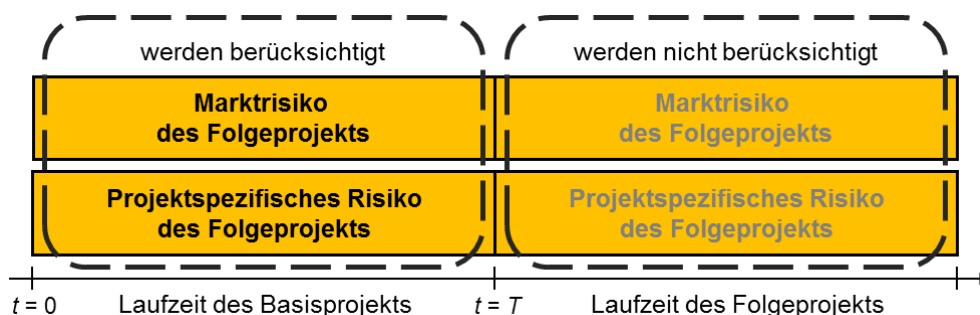 werden berücksichtigt
werden nicht berücksichtigt
Marktrisiko
des Folgeprojekts
Marktrisiko
des Folgeprojekts
Projektspezifisches Risiko
des Folgeprojekts
Projektspezifisches Risiko
des Folgeprojekts
t = 0
Laufzeit des Basisprojekts
t = T
Laufzeit des Folgeprojekts